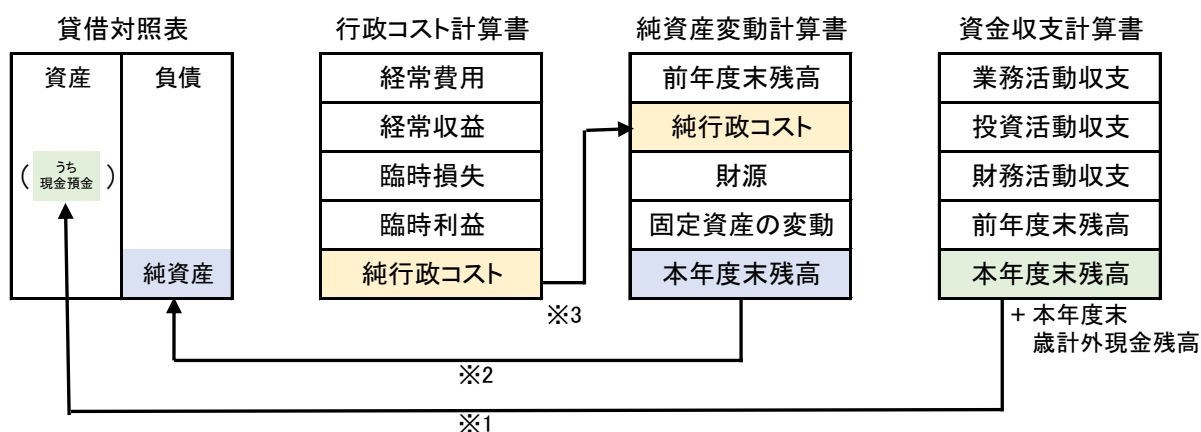 貸借対照表
資産
負債
(うち
現金預金)
純資産
行政コスト計算書
経常費用
経常収益
臨時損失
臨時利益
純行政コスト
純資産変動計算書
前年度末残高
純行政コスト
財源
固定資産の変動
本年度末残高
資金収支計算書
業務活動収支
投資活動収支
財務活動収支
前年度末残高
本年度末残高
+ 本年度末
歳計外現金残高
※3
※2
※1